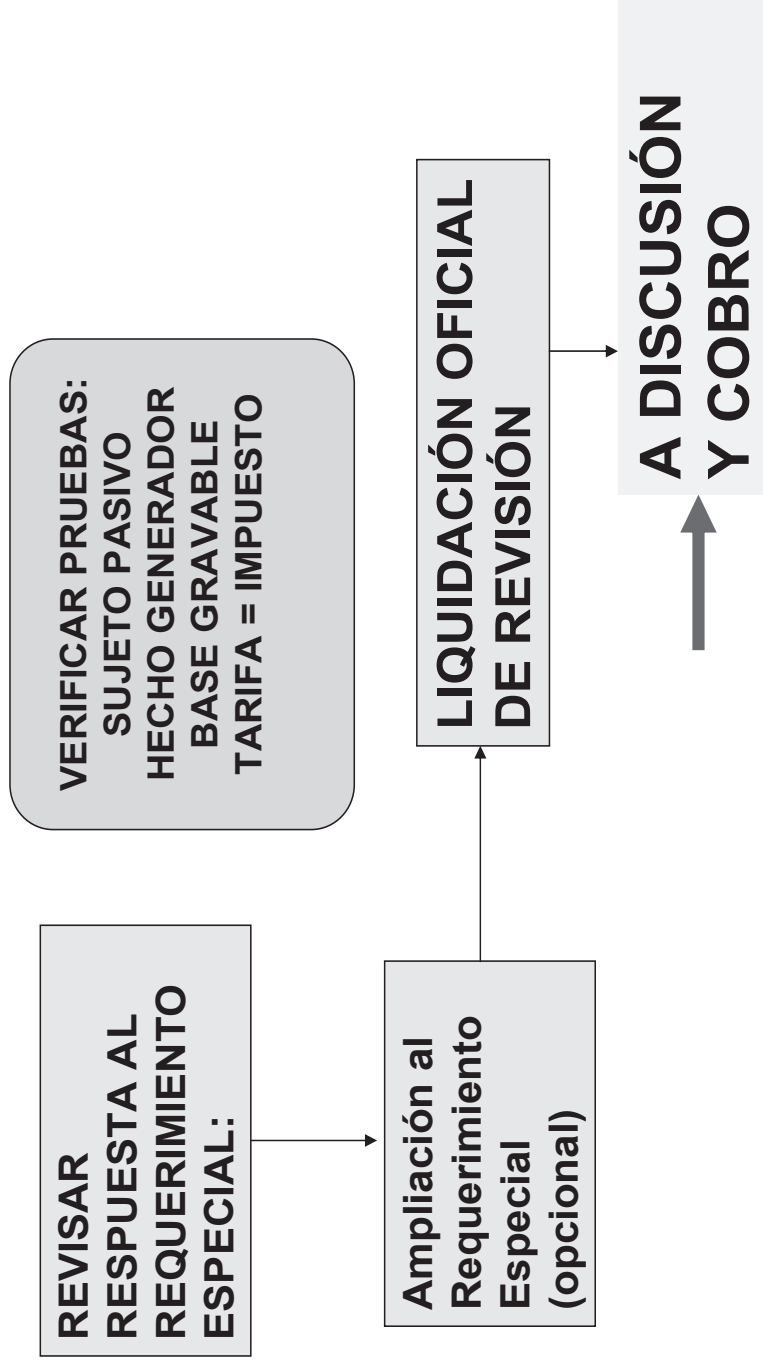 REVISAR
RESPUESTA AL
REQUERIMIENTO
ESPECIAL:
VERIFICAR PRUEBAS:
SUJETO PASIVO
HECHO GENERADOR
BASE GRAVABLE
TARIFA = IMPUESTO
Ampliación al
Requerimiento
Especial
(opcional)
LIQUIDACIÓN OFICIAL
DE REVISIÓN
A DISCUSIÓN
Y COBRO